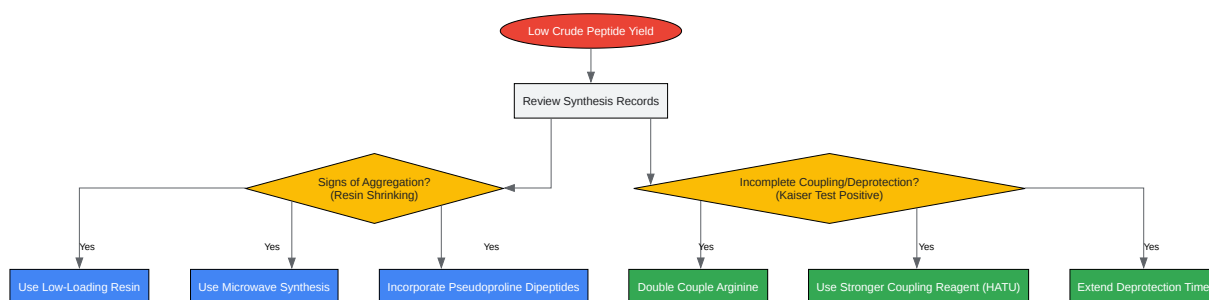 Low Crude Peptide Yield
Review Synthesis Records
Signs of Aggregation?
(Resin Shrinking)
Incomplete Coupling/Deprotection?
(Kaiser Test Positive)
Yes
Yes
Yes
Yes
Yes
Yes
Use Low-Loading Resin
Use Microwave Synthesis
Incorporate Pseudoproline Dipeptides
Double Couple Arginine
Use Stronger Coupling Reagent (HATU)
Extend Deprotection Time